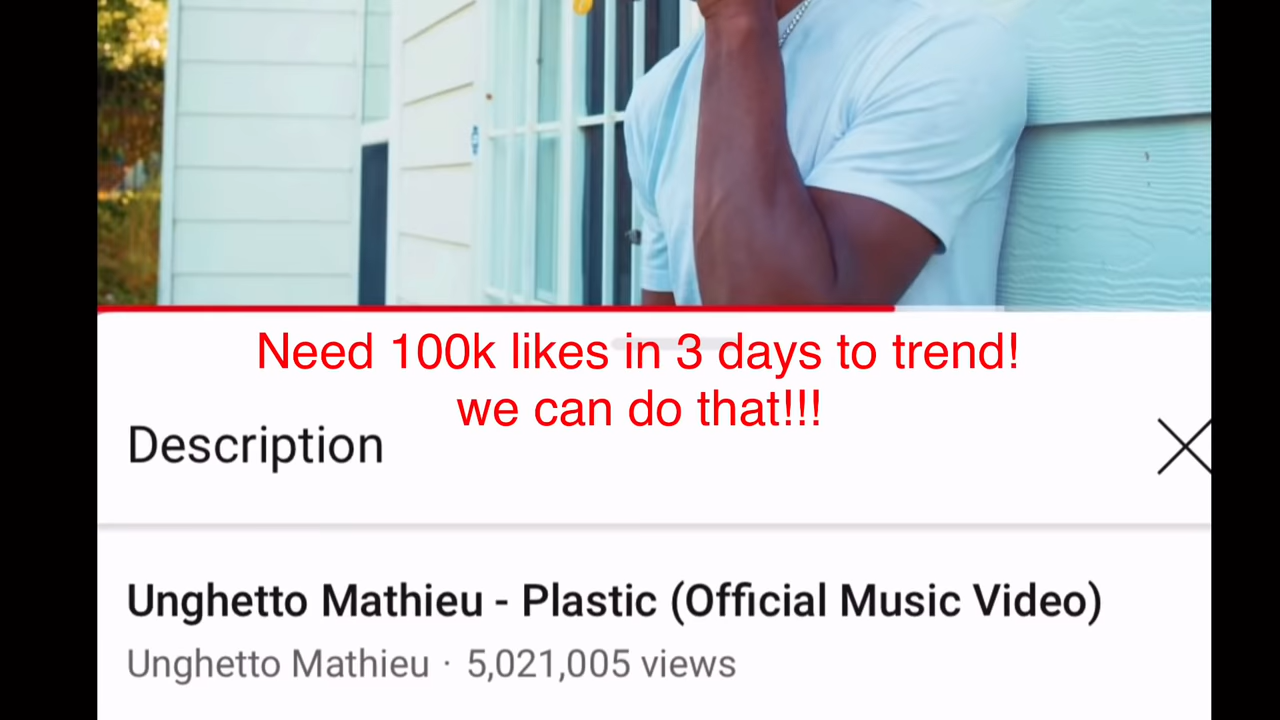 Need 100k likes in 3 days to trend!
we can do that!!!
Description
Unghetto Mathieu - Plastic (Official Music Video)
Unghetto Mathieu · 5,021,005 views